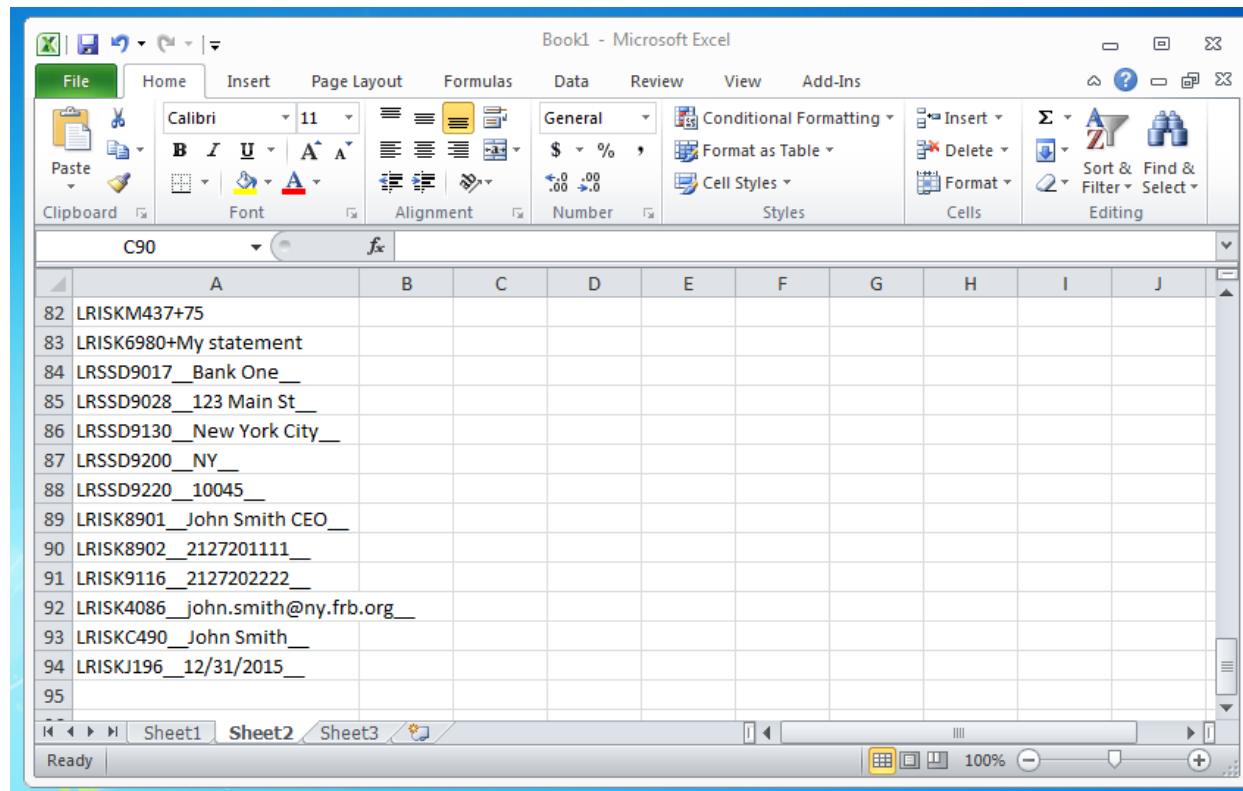 Book1 - Microsoft Excel
File Home Insert Page Layout Formulas Data Review View Add-Ins
Calibri 11 General Conditional Formatting Insert Σ
Paste B I U A A $ % , Format as Table Delete Sort & Filter Find & Select
A .00 .0 Cell Styles Format
Clipboard Font Alignment Number Styles Cells Editing
C90 fx
A B C D E F G H I J
82 LRISKM437+75
83 LRISK6980+My statement
84 LRSSD9017__Bank One__
85 LRSSD9028__123 Main St__
86 LRSSD9130__New York City__
87 LRSSD9200__NY__
88 LRSSD9220__10045__
89 LRISK8901__John Smith CEO__
90 LRISK8902__2127201111__
91 LRISK9116__2127202222__
92 LRISK4086__john.smith@ny.frb.org__
93 LRISKC490__John Smith__
94 LRISKJ196__12/31/2015__
95
Sheet1 Sheet2 Sheet3
Ready 100%